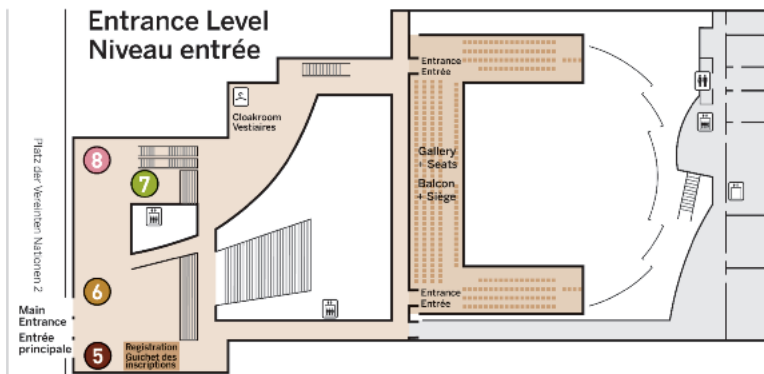 Entrance Level
Niveau entrée
Entrance
Entrée
Cloakroom
Vestiaires
Platz der Vereinten Nationen 2
8
7
Gallery
+ Seats
Balcon
+ Siège
6
Main
Entrance
Entrée
principale
5
Registration
Guichet des
inscriptions
Entrance
Entrée